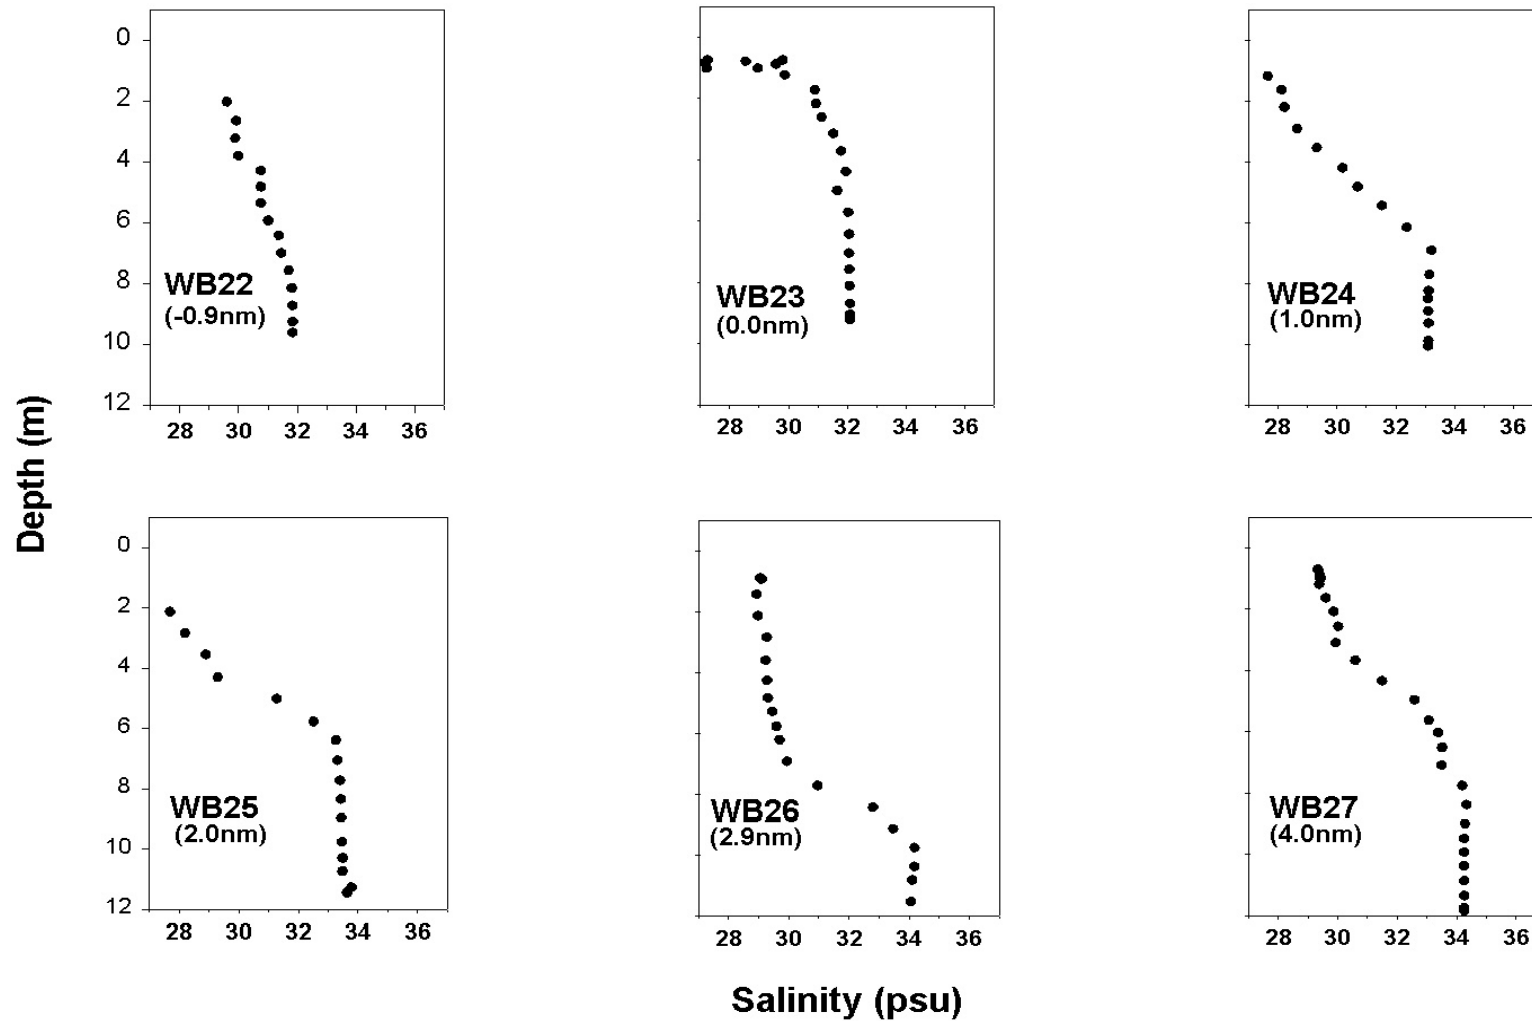 0
2
4
6
8
10
12
WB22
(-0.9nm)
28 30 32 34 36
WB23
(0.0nm)
28 30 32 34 36
WB24
(1.0nm)
28 30 32 34 36
Depth (m)
0
2
4
6
8
10
12
WB25
(2.0nm)
28 30 32 34 36
WB26
(2.9nm)
28 30 32 34 36
WB27
(4.0nm)
28 30 32 34 36
Salinity (psu)